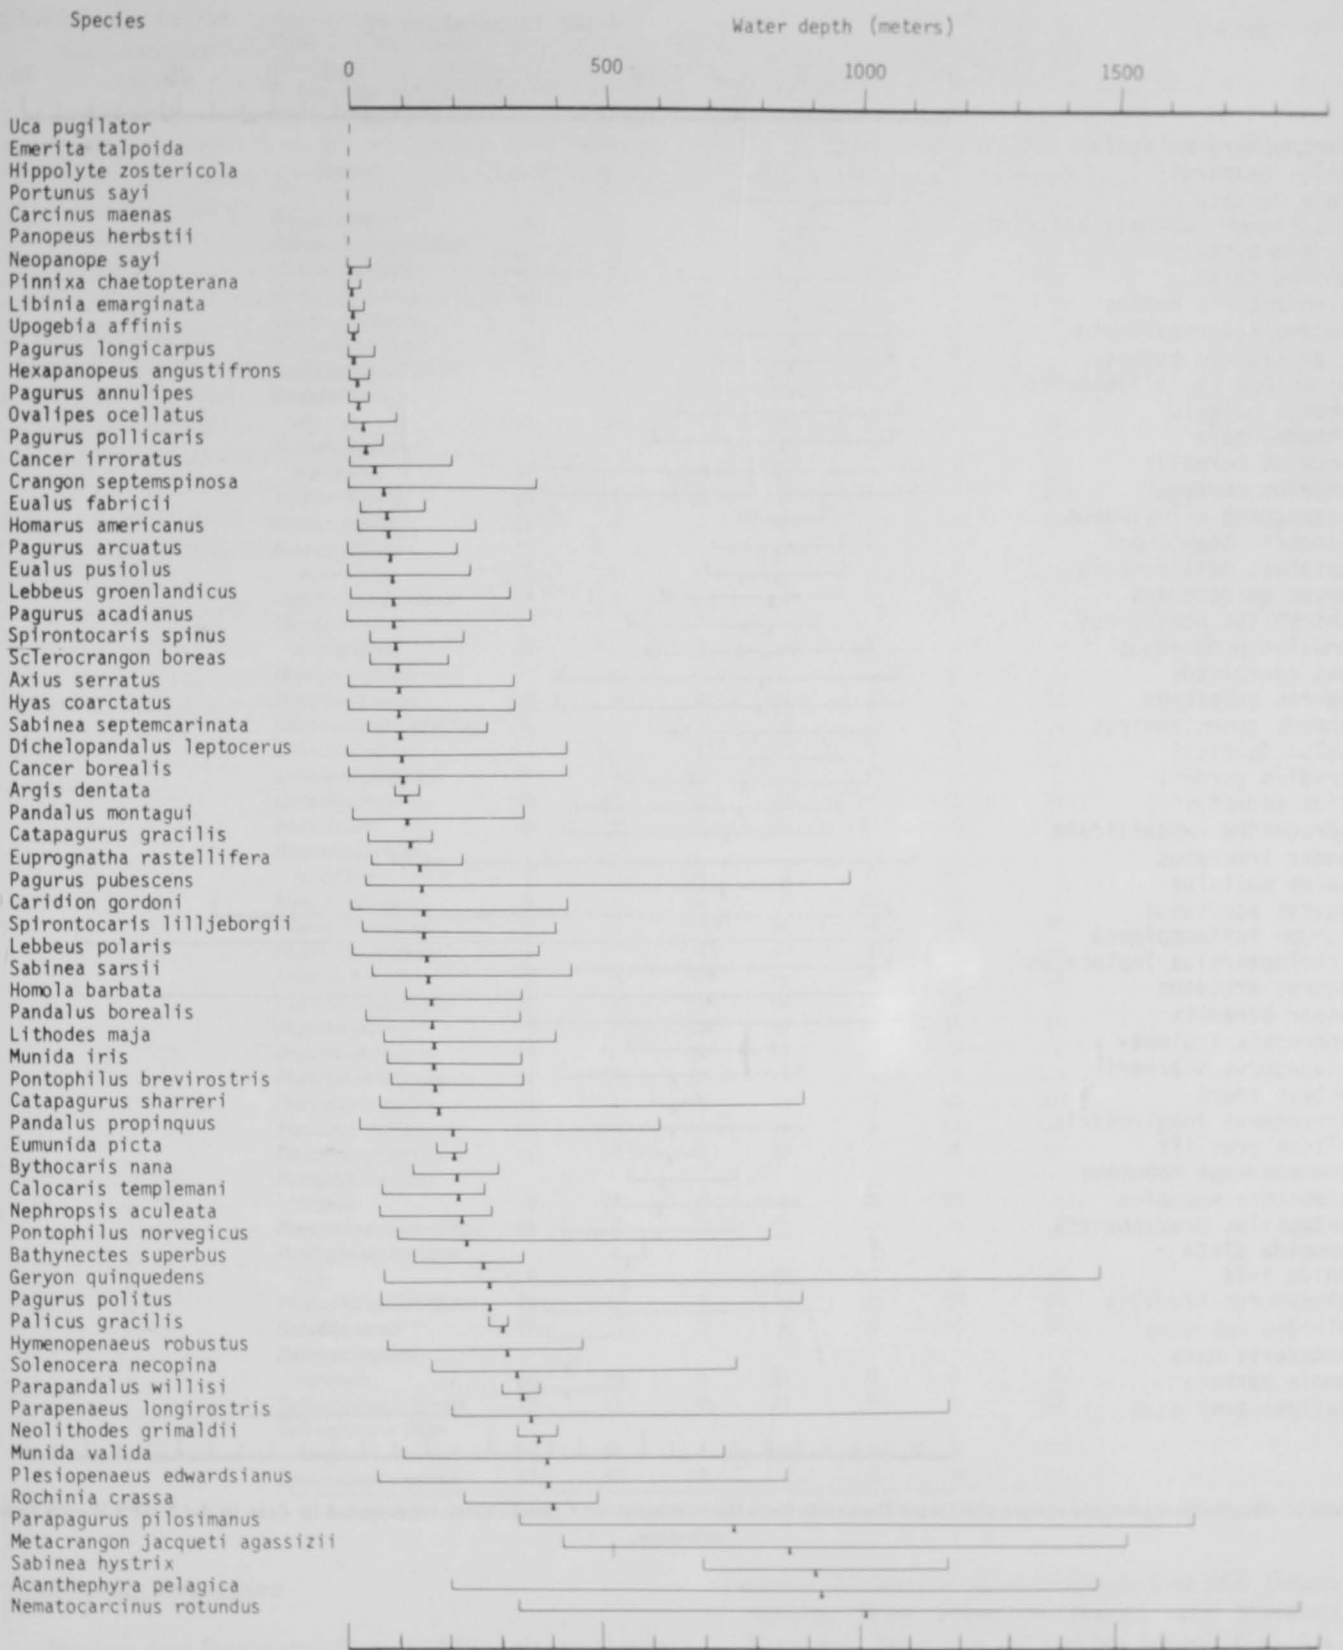 Species Water depth (meters)
0 500 1000 1500
Uca pugilator
Emerita talpoida
Hippolyte zostericola
Portunus sayi
Carcinus maenas
Panopeus herbstii
Neopanope sayi
Pinnixa chaetopterana
Libinia emarginata
Upogebia affinis
Pagurus longicarpus
Hexapanopeus angustifrons
Pagurus annulipes
Ovalipes ocellatus
Pagurus pollicaris
Cancer irroratus
Crangon septemspinosa
Eualus fabricii
Homarus americanus
Pagurus arcuatus
Eualus pusiolus
Lebbeus groenlandicus
Pagurus acadianus
Spirontocaris spinus
Sclerocrangon boreas
Axius serratus
Hyas coarctatus
Sabinea septemcarinata
Dichelopandalus leptocerus
Cancer borealis
Argis dentata
Pandalus montagui
Catapagurus gracilis
Euprognatha rastellifera
Pagurus pubescens
Caridion gordoni
Spirontocaris lilljeborgii
Lebbeus polaris
Sabinea sarsii
Homola barbata
Pandalus borealis
Lithodes maja
Munida iris
Pontophilus brevirostris
Catapagurus sharreri
Pandalus propinquus
Eumunida picta
Bythocaris nana
Calocaris templemani
Nephropsis aculeata
Pontophilus norvegicus
Bathynectes superbus
Geryon quinquedens
Pagurus politus
Palicus gracilis
Hymenopenaeus robustus
Solenocera necopina
Parapandalus willisi
Parapenaeus longirostris
Neolithodes grimaldii
Munida valida
Plesiopenaeus edwardsianus
Rochinia crassa
Parapagurus pilosimanus
Metacrangon jacqueti agassizii
Sabinea hystrix
Acanthephyra pelagica
Nematocarcinus rotundus